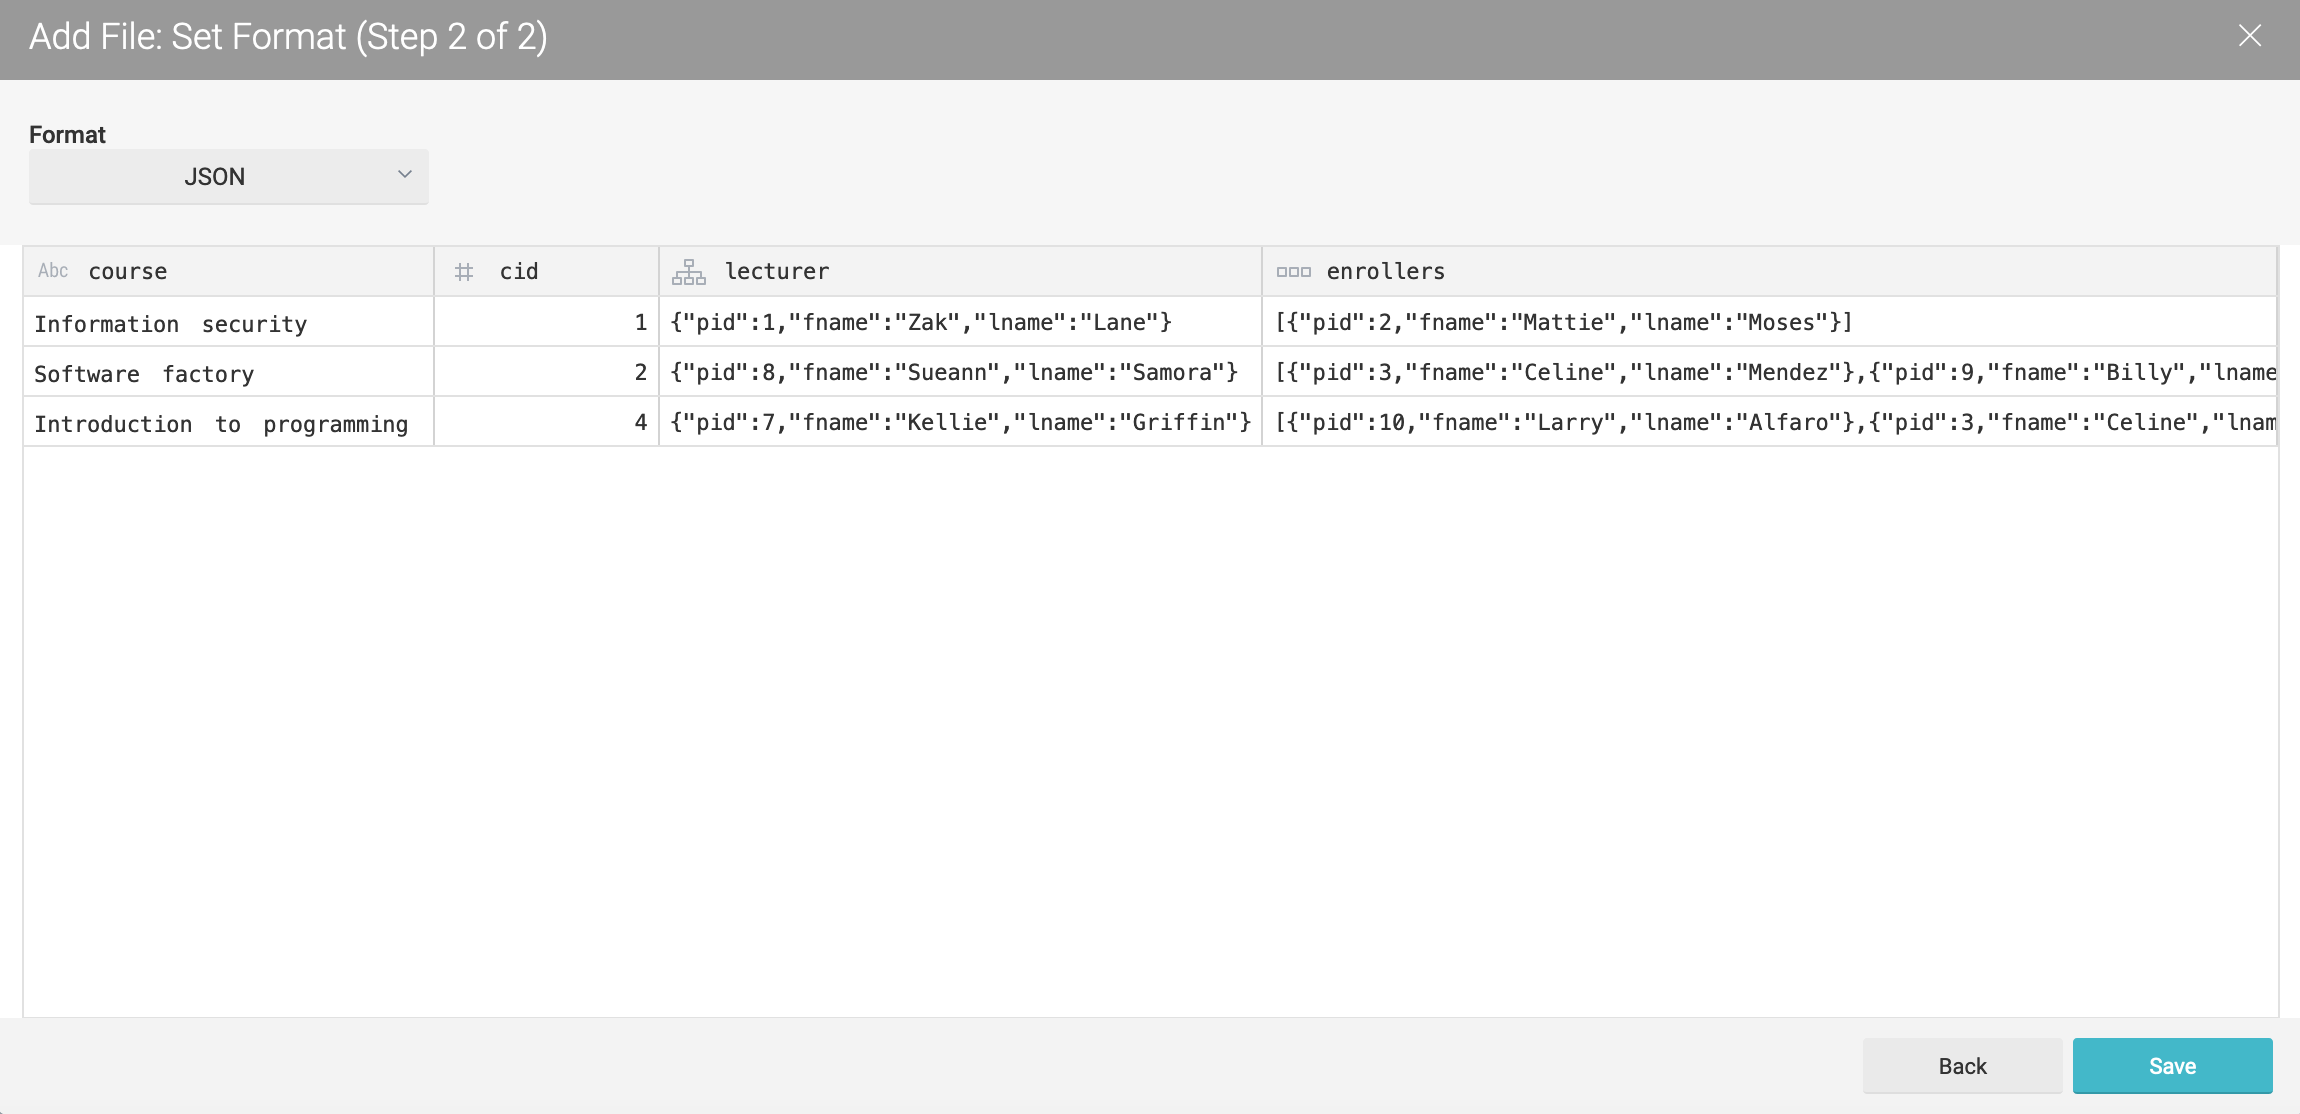 Add File: Set Format (Step 2 of 2)
Format
JSON
Abc course # cid lecturer enrollers
Information security 1 {"pid":1,"fname":"Zak","lname":"Lane"} [{"pid":2,"fname":"Mattie","lname":"Moses"}]
Software factory 2 {"pid":8,"fname":"Sueann","lname":"Samora"} [{"pid":3,"fname":"Celine","lname":"Mendez"},{"pid":9,"fname":"Billy","lname
Introduction to programming 4 {"pid":7,"fname":"Kellie","lname":"Griffin"} [{"pid":10,"fname":"Larry","lname":"Alfaro"},{"pid":3,"fname":"Celine","lnam
Back Save